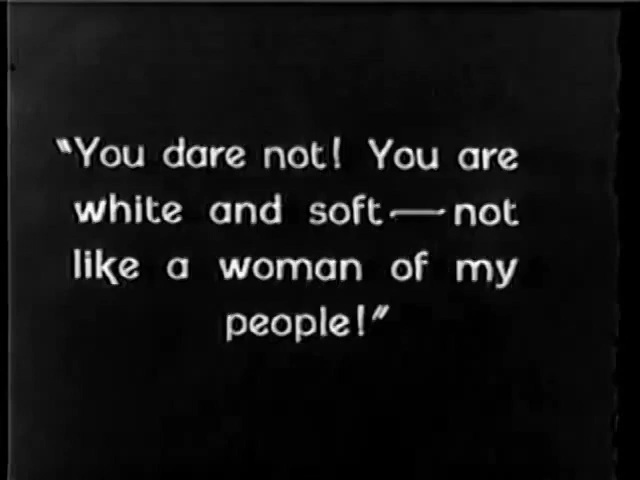 "You dare not! You are
white and soft—not
like a woman of my
people!"